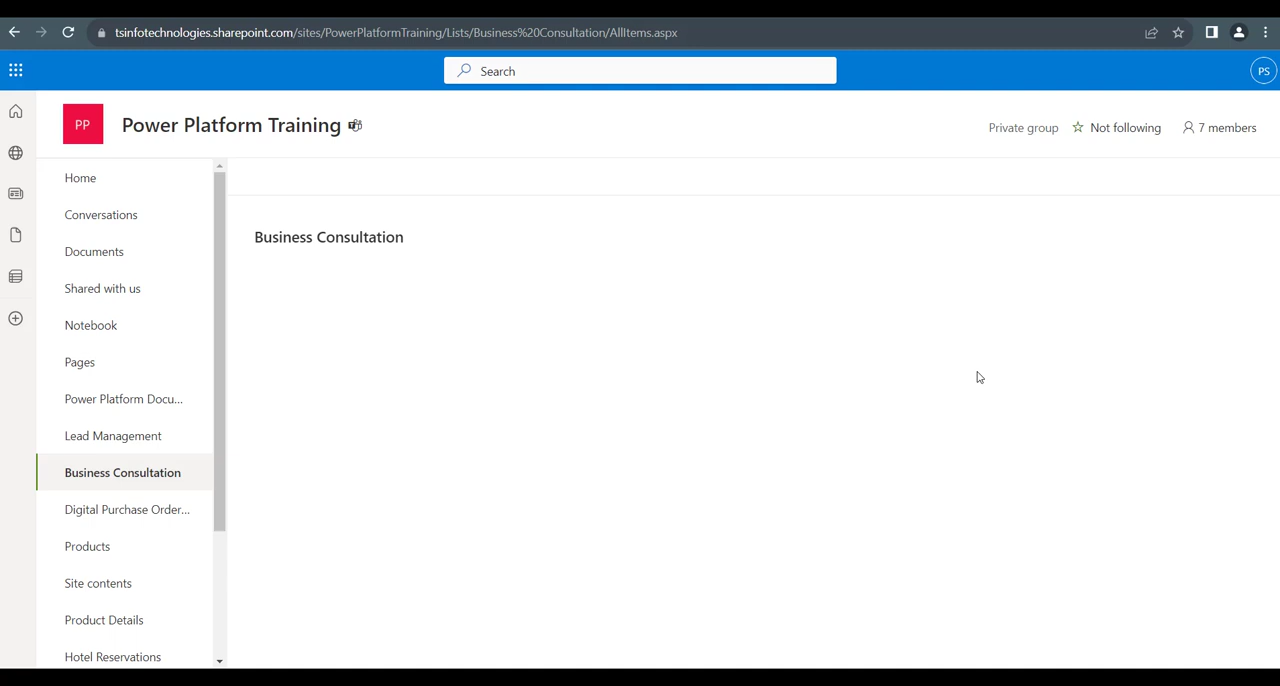 tsinfotechnologies.sharepoint.com/sites/PowerPlatformTraining/Lists/Business%20Consultation/AllItems.aspx
Search
PS
PP
Power Platform Training
Private group
Not following
7 members
Home
Conversations
Documents
Shared with us
Notebook
Pages
Power Platform Docu...
Lead Management
Business Consultation
Digital Purchase Order...
Products
Site contents
Product Details
Hotel Reservations
Business Consultation